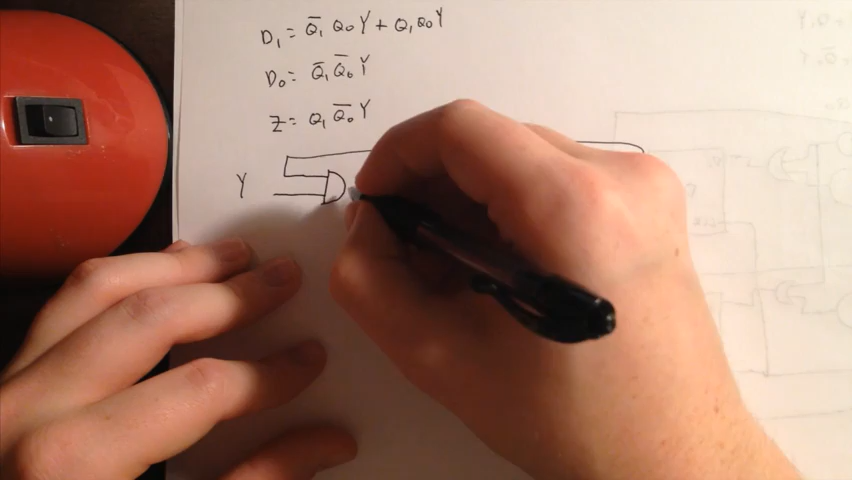 D₁ = Q̅₁ Q₀ Y + Q₁ Q₀ Y
D₀ = Q̅₁ Q̅₀ Y
Z = Q₁ Q̅₀ Y
Y